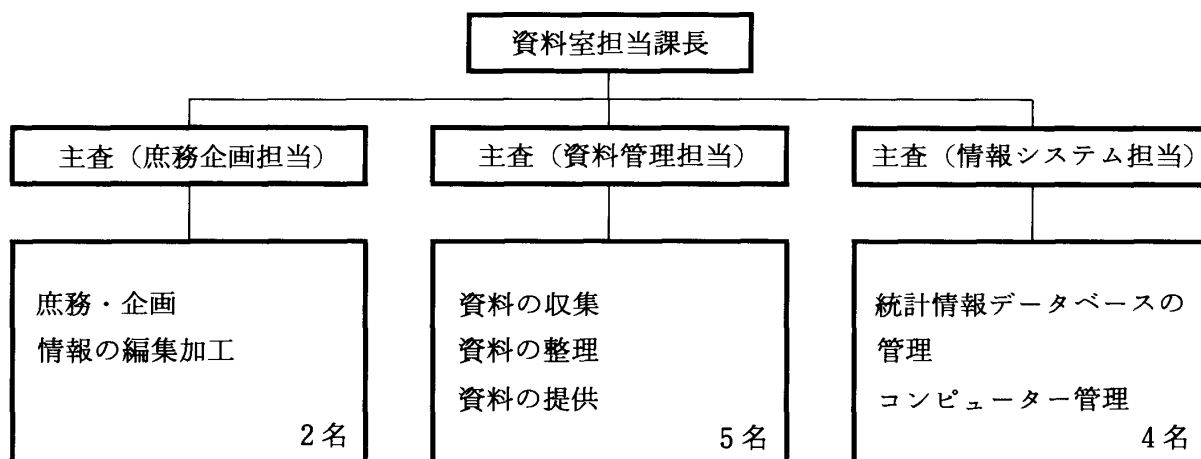 資料室担当課長
主査（庶務企画担当）
主査（資料管理担当）
主査（情報システム担当）
庶務・企画
情報の編集加工
2名
資料の収集
資料の整理
資料の提供
5名
統計情報データベースの
管理
コンピューター管理
4名